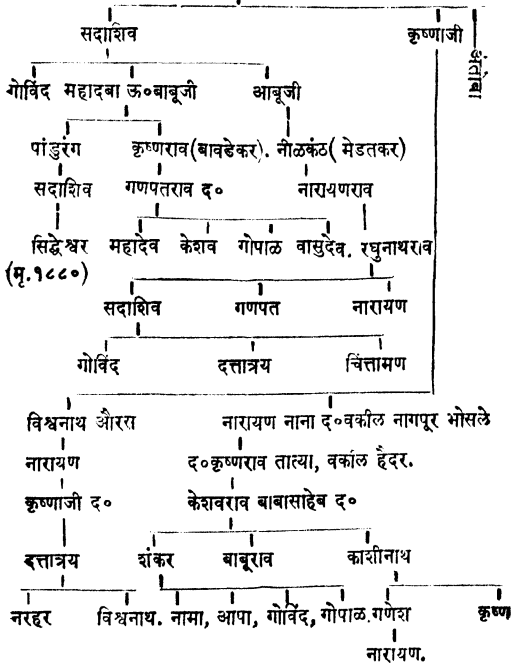 सदाशिव कृष्णाजी
अंतोबा
गोविंद महादबा ऊ०बाबूजी आबूजी
पांडुरंग कृष्णराव(बावडेकर). नीळकंठ( मेडतकर)
सदाशिव गणपतराव द० नारायणराव
सिद्धेश्वर महादेव केशव गोपाळ वासुदेव. रघुनाथराव
(मृ.१८८०)
सदाशिव गणपत नारायण
गोविंद दत्तात्रय चिंत्तामण
विश्वनाथ औरस नारायण नाना द०वकील नागपूर भोसले
नारायण द०कृष्णराव तात्या, वकील हैदर.
कृष्णाजी द० केशवराव बाबासाहेब द०
दत्तात्रय शंकर बाबूराव काशीनाथ
नरहर विश्वनाथ. नामा, आपा, गोविंद, गोपाळ.गणेश कृष्ण
नारायण.